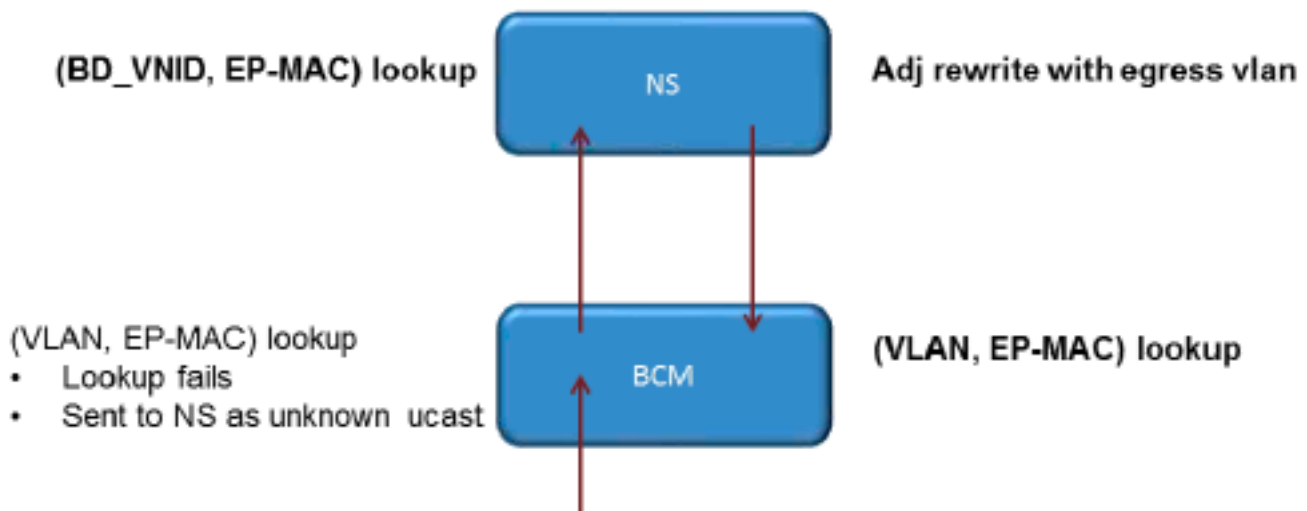 (BD_VNID, EP-MAC) lookup
NS
Adj rewrite with egress vlan
(VLAN, EP-MAC) lookup
• Lookup fails
• Sent to NS as unknown ucast
BCM
(VLAN, EP-MAC) lookup